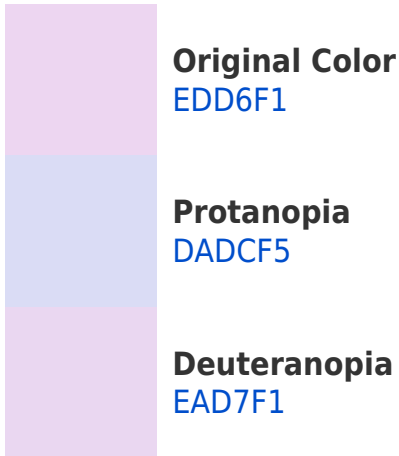 Original Color
EDD6F1
Protanopia
DADCF5
Deuteranopia
EAD7F1